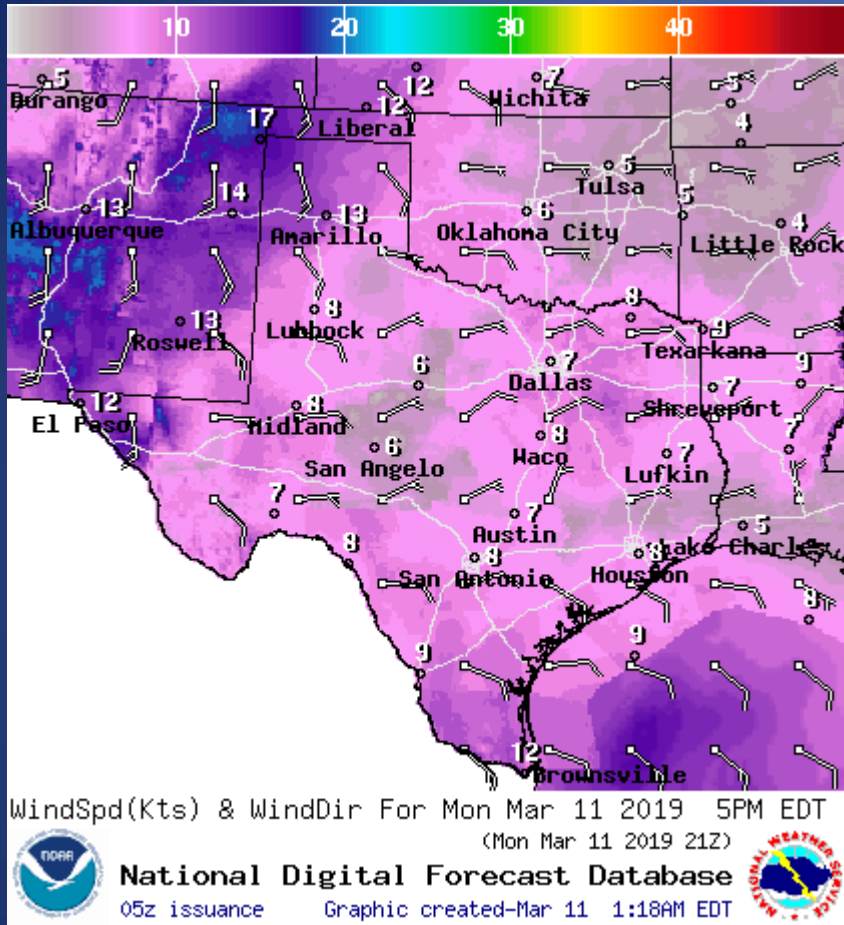 10 20 30 40
5 12 7 5
Durango Wichita
17 12 4
Liberal
5
Tulsa
13 14 13 6 5 4
Albuquerque Amarillo Oklahoma City Little Rock
13 8 8 9
Roswell Lubbock Texarkana
6 7 9
Dallas
12 8 7
El Paso Midland Shreveport
6 8 7 7
San Angelo Waco Lufkin
7 7 5
Austin
8 8 8 Lake Charles
San Antonio Houston
8
9 9
12
Brownsville
WindSpd(Kts) & WindDir For Mon Mar 11 2019 5PM EDT
(Mon Mar 11 2019 21Z)
NOAA
National Digital Forecast Database
05z issuance Graphic created-Mar 11 1:18AM EDT
NATIONAL WEATHER SERVICE